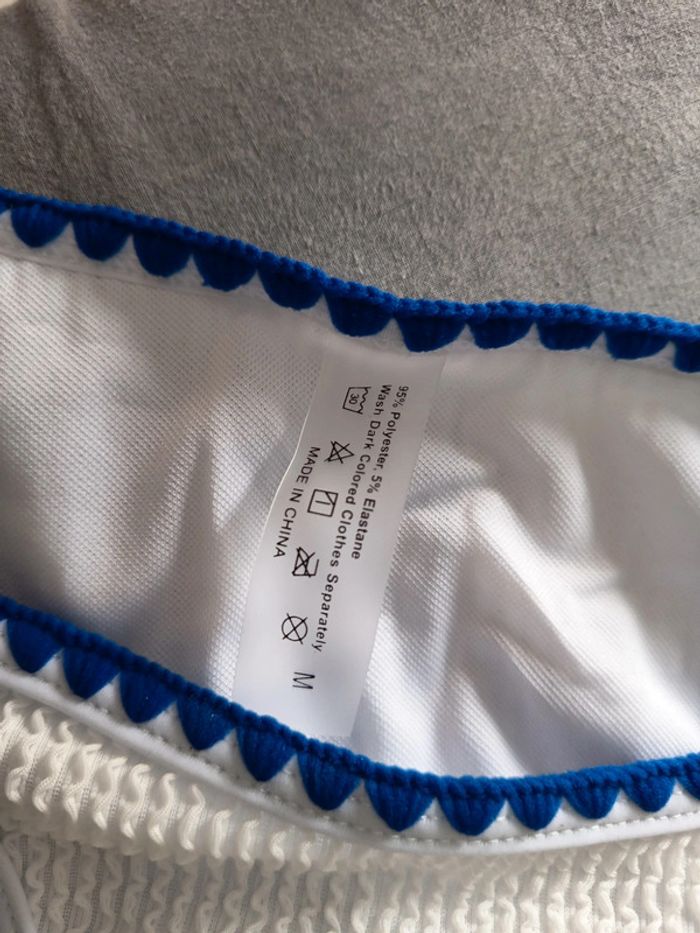 95% Polyester, 5% Elastane
Wash Dark Colored Clothes Separately
30
M
MADE IN CHINA